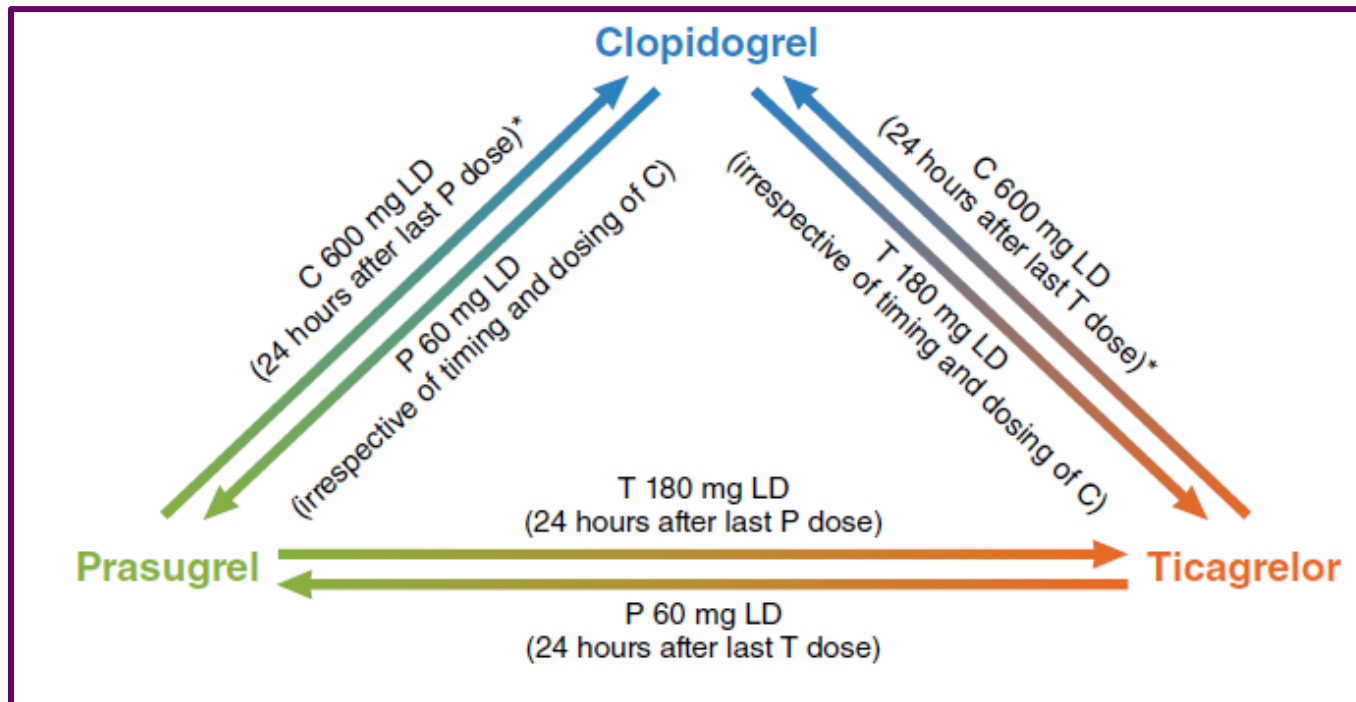 Clopidogrel
C 600 mg LD
(24 hours after last P dose)*
P 60 mg LD
(irrespective of timing and dosing of C)
C 600 mg LD
(24 hours after last T dose)*
T 180 mg LD
(irrespective of timing and dosing of C)
T 180 mg LD
(24 hours after last P dose)
Prasugrel
Ticagrelor
P 60 mg LD
(24 hours after last T dose)